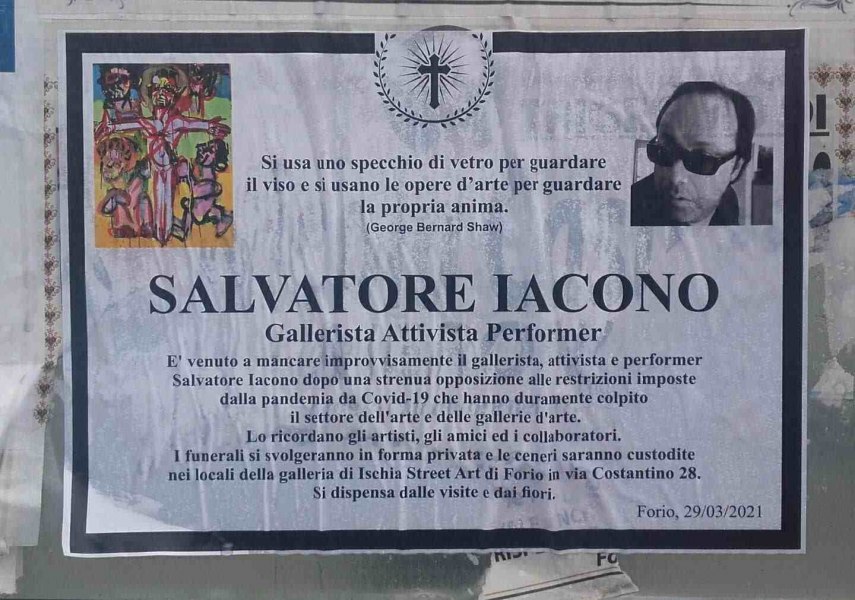 Si usa uno specchio di vetro per guardare
il viso e si usano le opere d'arte per guardare
la propria anima.
(George Bernard Shaw)
SALVATORE IACONO
Gallerista Attivista Performer
E' venuto a mancare improvvisamente il gallerista, attivista e performer
Salvatore Iacono dopo una strenua opposizione alle restrizioni imposte
dalla pandemia da Covid-19 che hanno duramente colpito
il settore dell'arte e delle gallerie d'arte.
Lo ricordano gli artisti, gli amici ed i collaboratori.
I funerali si svolgeranno in forma privata e le ceneri saranno custodite
nei locali della galleria di Ischia Street Art di Forio in via Costantino 28.
Si dispensa dalle visite e dai fiori.
Forio, 29/03/2021